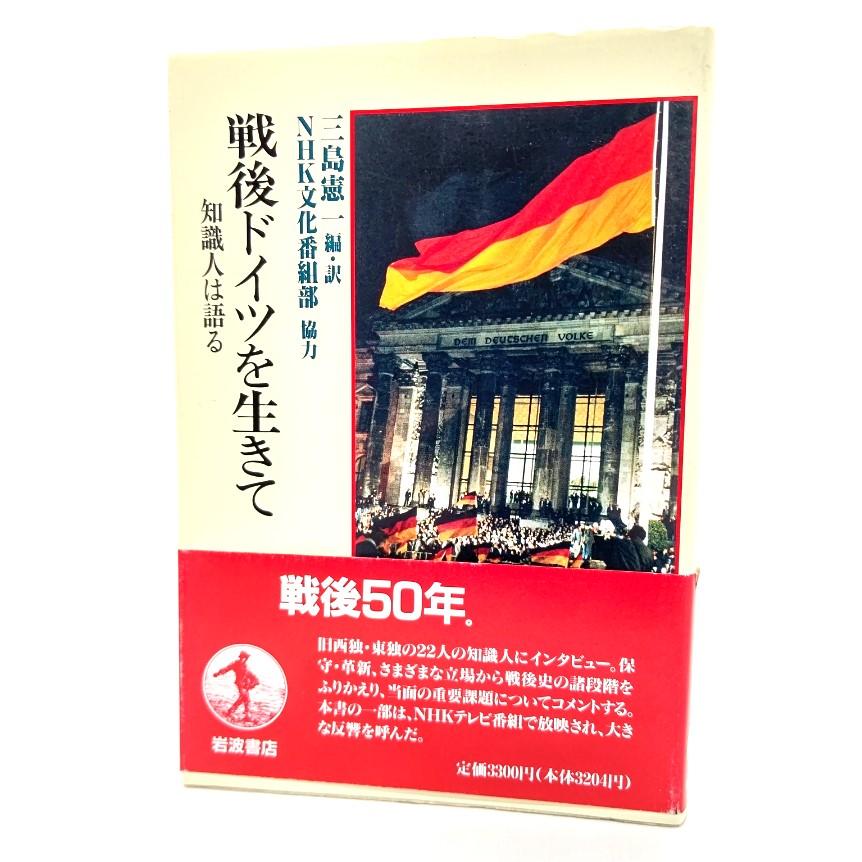 三島憲一 編・訳
NHK文化番組部 協力
戦後ドイツを生きて
知識人は語る
DEM DEUTSCHEN VOLKE
戦後50年。
旧西独・東独の22人の知識人にインタビュー。保
守・革新、さまざまな立場から戦後史の諸段階を
ふりかえり、当面の重要課題についてコメントする。
本書の一部は、NHKテレビ番組で放映され、大き
な反響を呼んだ。
岩波書店
定価3300円(本体3204円)